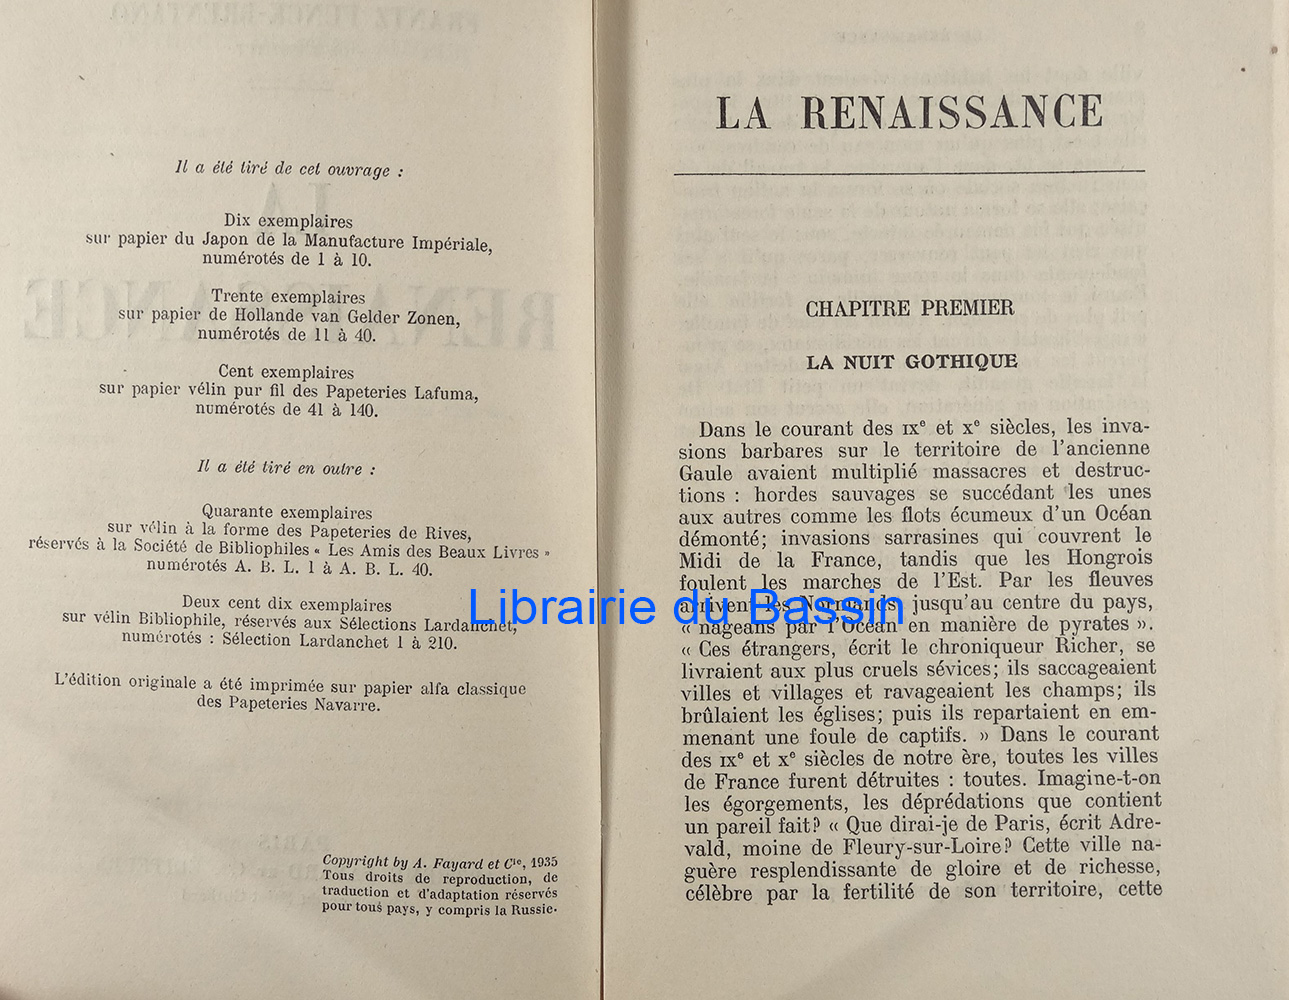 Il a été tiré de cet ouvrage :
Dix exemplaires
sur papier du Japon de la Manufacture Impériale,
numérotés de 1 à 10.
Trente exemplaires
sur papier de Hollande van Gelder Zonen,
numérotés de 11 à 40.
Cent exemplaires
sur papier vélin pur fil des Papeteries Lafuma,
numérotés de 41 à 140.
Il a été tiré en outre :
Quarante exemplaires
sur vélin à la forme des Papeteries de Rives,
réservés à la Société de Bibliophiles « Les Amis des Beaux Livres »
numérotés A. B. L. 1 à A. B. L. 40.
Deux cent dix exemplaires
sur vélin Bibliophile, réservés aux Sélections Lardanchet,
numérotés : Sélection Lardanchet 1 à 210.
L'édition originale a été imprimée sur papier alfa classique
des Papeteries Navarre.
Copyright by A. Fayard et Cie, 1935
Tous droits de reproduction, de
traduction et d'adaptation réservés
pour tous pays, y compris la Russie.
LA RENAISSANCE
CHAPITRE PREMIER
LA NUIT GOTHIQUE
Dans le courant des IXe et Xe siècles, les inva-
sions barbares sur le territoire de l'ancienne
Gaule avaient multiplié massacres et destruc-
tions : hordes sauvages se succédant les unes
aux autres comme les flots écumeux d'un Océan
démonté; invasions sarrasines qui couvrent le
Midi de la France, tandis que les Hongrois
foulent les marches de l'Est. Par les fleuves
arrivent les Normands, jusqu'au centre du pays,
« nageans par l'Océan en manière de pyrates ».
« Ces étrangers, écrit le chroniqueur Richer, se
livraient aux plus cruels sévices; ils saccageaient
villes et villages et ravageaient les champs; ils
brûlaient les églises; puis ils repartaient en em-
menant une foule de captifs. » Dans le courant
des IXe et Xe siècles de notre ère, toutes les villes
de France furent détruites : toutes. Imagine-t-on
les égorgements, les déprédations que contient
un pareil fait? « Que dirai-je de Paris, écrit Adre-
vald, moine de Fleury-sur-Loire? Cette ville na-
guère resplendissante de gloire et de richesse,
célèbre par la fertilité de son territoire, cette
Librairie du Bassin